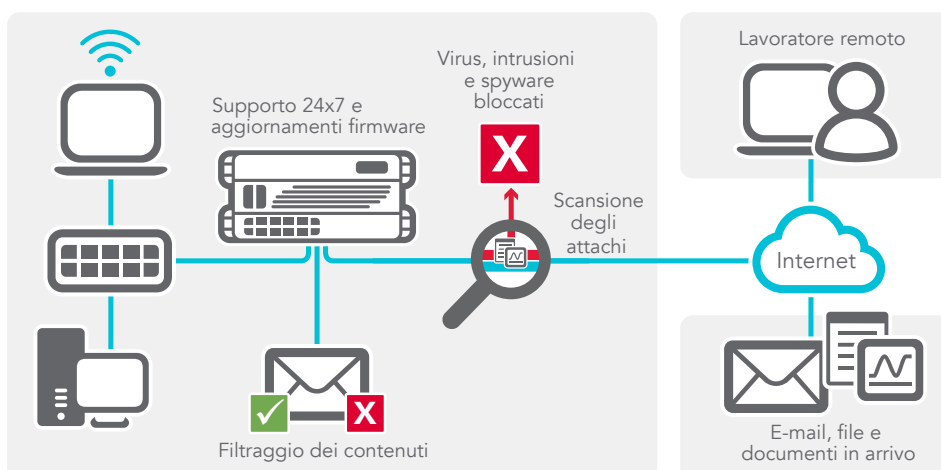 Supporto 24x7 e
aggiornamenti firmware
Virus, intrusioni
e spyware
bloccati
X
Scansione
degli
attachi
X
Filtraggio dei contenuti
Lavoratore remoto
Internet
E-mail, file e
documenti in arrivo